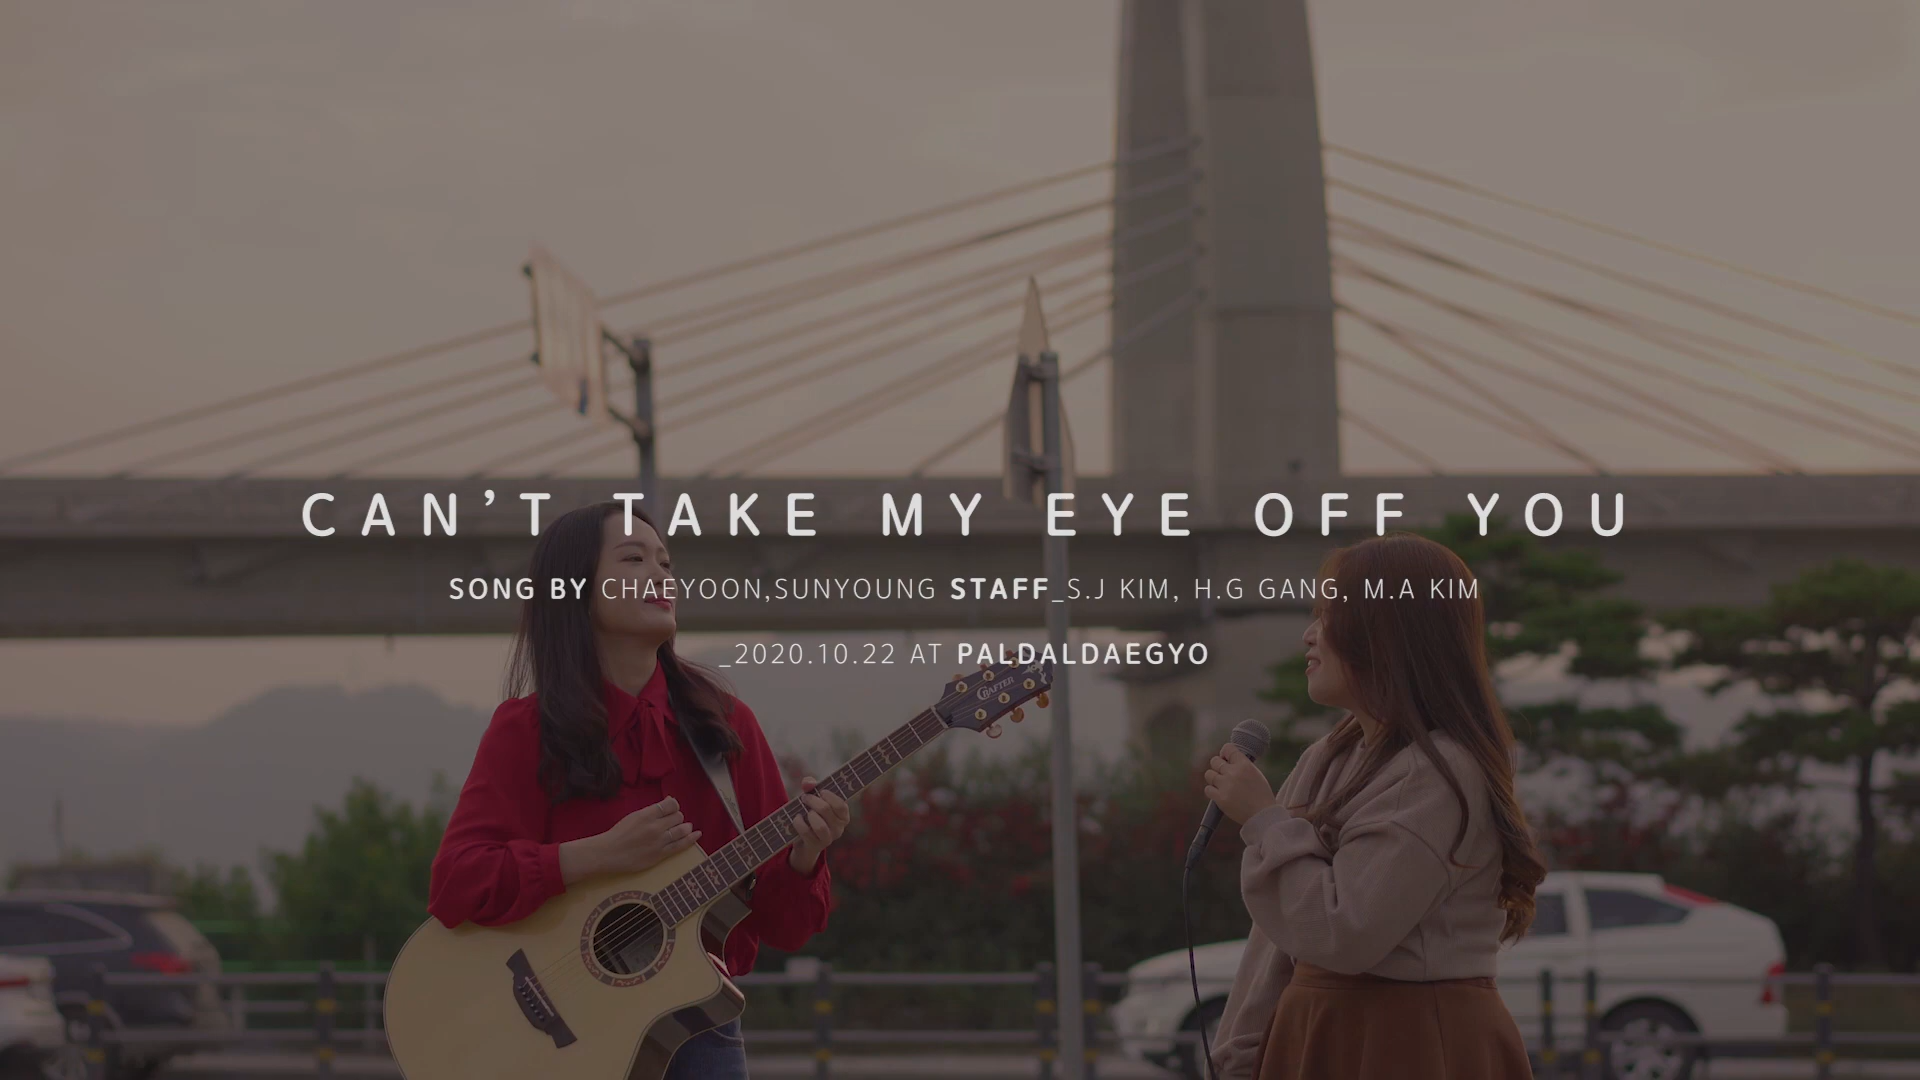 CAN'T TAKE MY EYE OFF YOU
SONG BY CHAEYOON,SUNYOUNG STAFF_S.J KIM, H.G GANG, M.A KIM
_2020.10.22 AT PALDALDAEGYO
CRAFTER